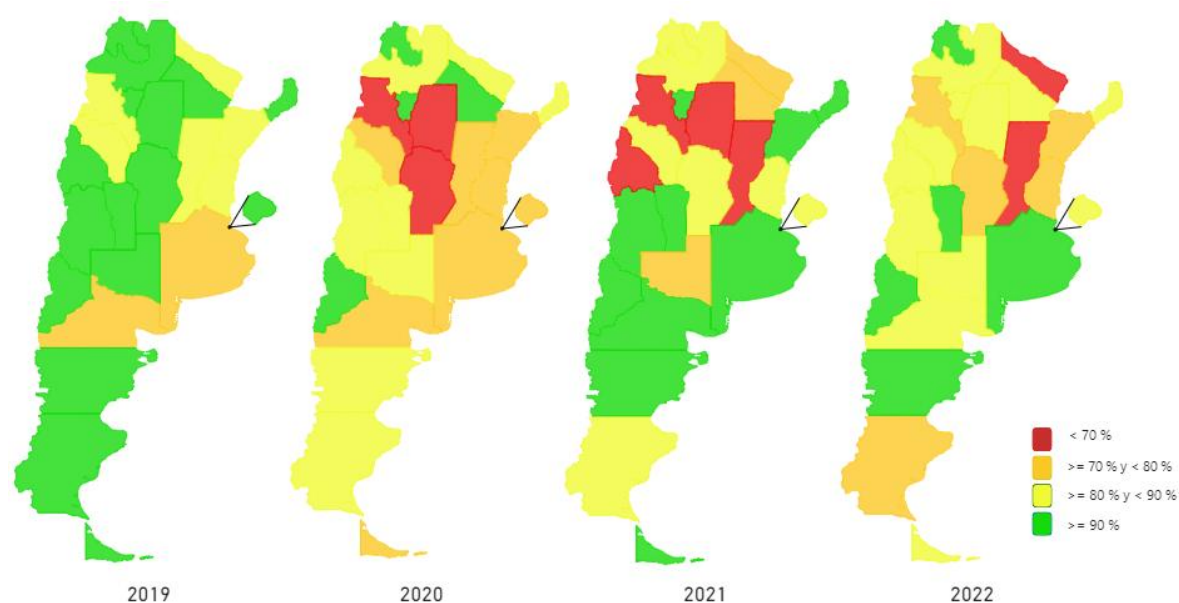 < 70 %
>= 70 % y < 80 %
>= 80 % y < 90 %
>= 90 %
2019
2020
2021
2022